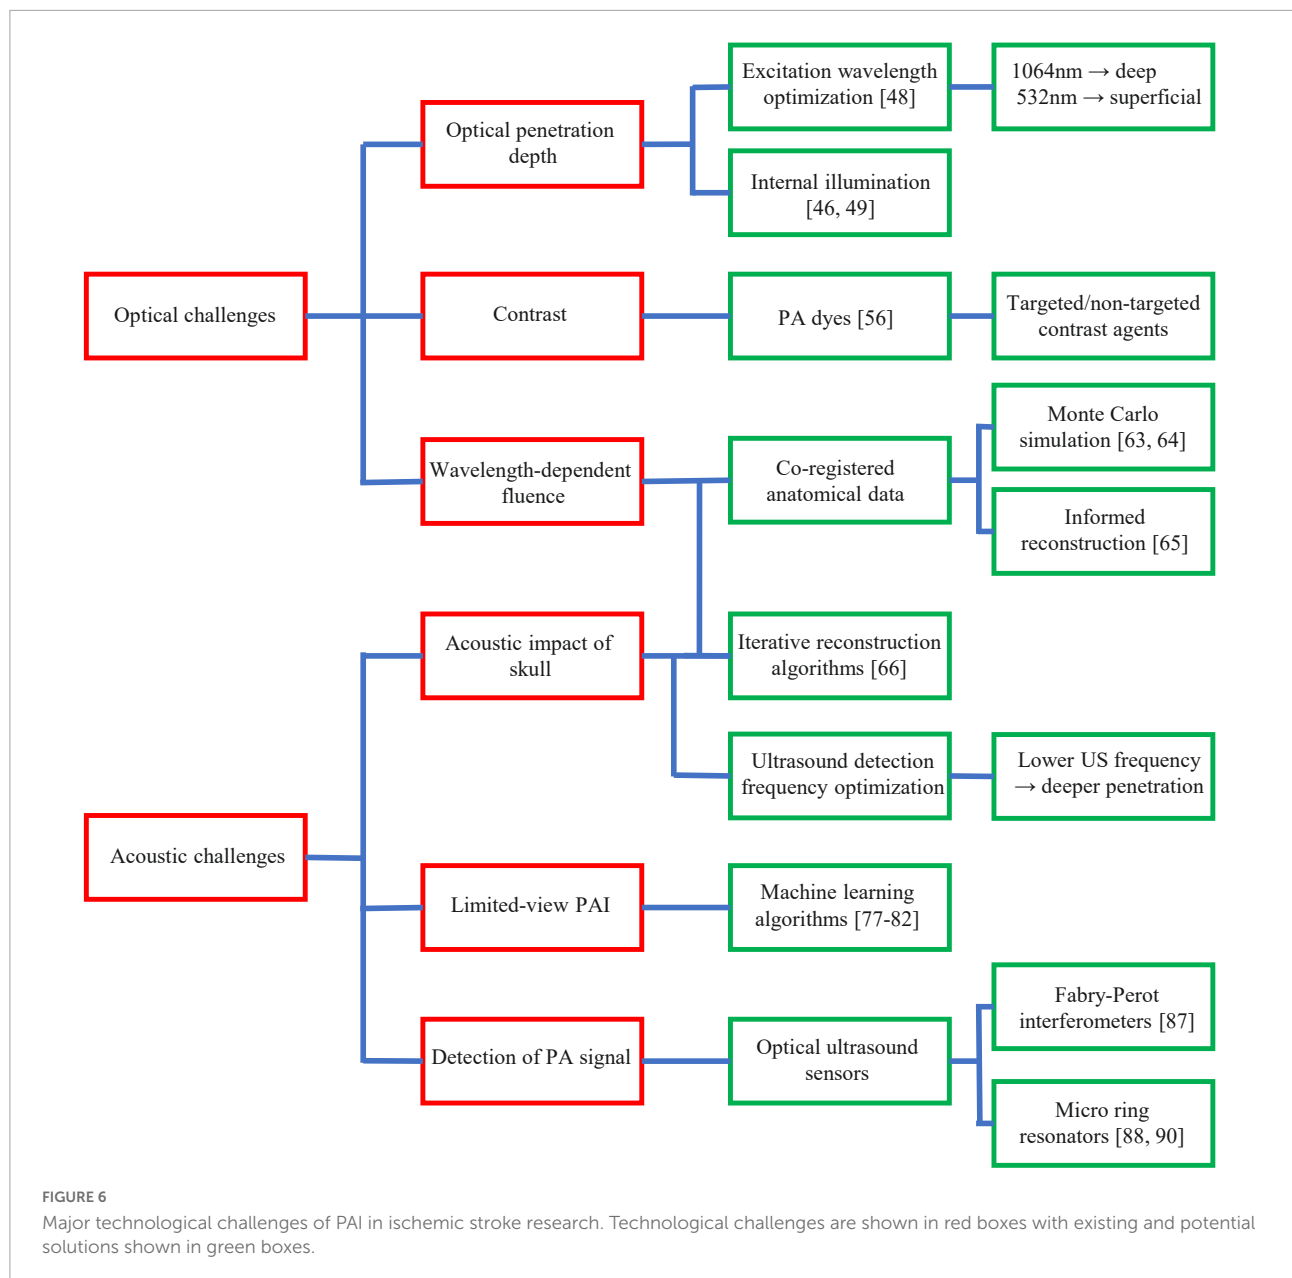 Excitation wavelength
optimization [48]
1064nm → deep
532nm → superficial
Optical penetration
depth
Internal illumination
[46, 49]
Optical challenges
Contrast
PA dyes [56]
Targeted/non-targeted
contrast agents
Monte Carlo
simulation [63, 64]
Wavelength-dependent
fluence
Co-registered
anatomical data
Informed
reconstruction [65]
Acoustic impact of
skull
Iterative reconstruction
algorithms [66]
Ultrasound detection
frequency optimization
Lower US frequency
→ deeper penetration
Acoustic challenges
Limited-view PAI
Machine learning
algorithms [77-82]
Fabry-Perot
interferometers [87]
Detection of PA signal
Optical ultrasound
sensors
Micro ring
resonators [88, 90]
FIGURE 6
Major technological challenges of PAI in ischemic stroke research. Technological challenges are shown in red boxes with existing and potential
solutions shown in green boxes.